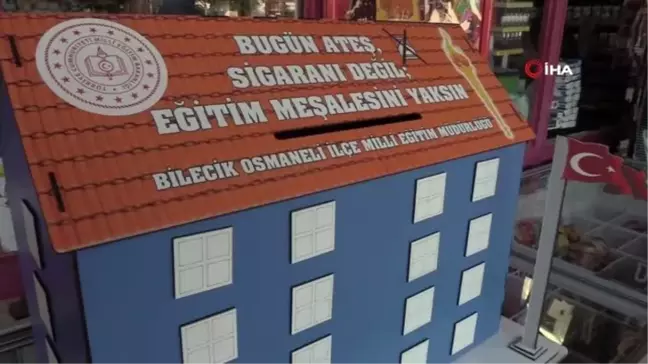 BUGÜN ATEŞ,
SİGARANI DEĞİL,
EĞİTİM MEŞALESİNİ YAKSIN
BİLECİK OSMANELİ İLÇE MİLLİ EĞİTİM MÜDÜRLÜĞÜ
İHA